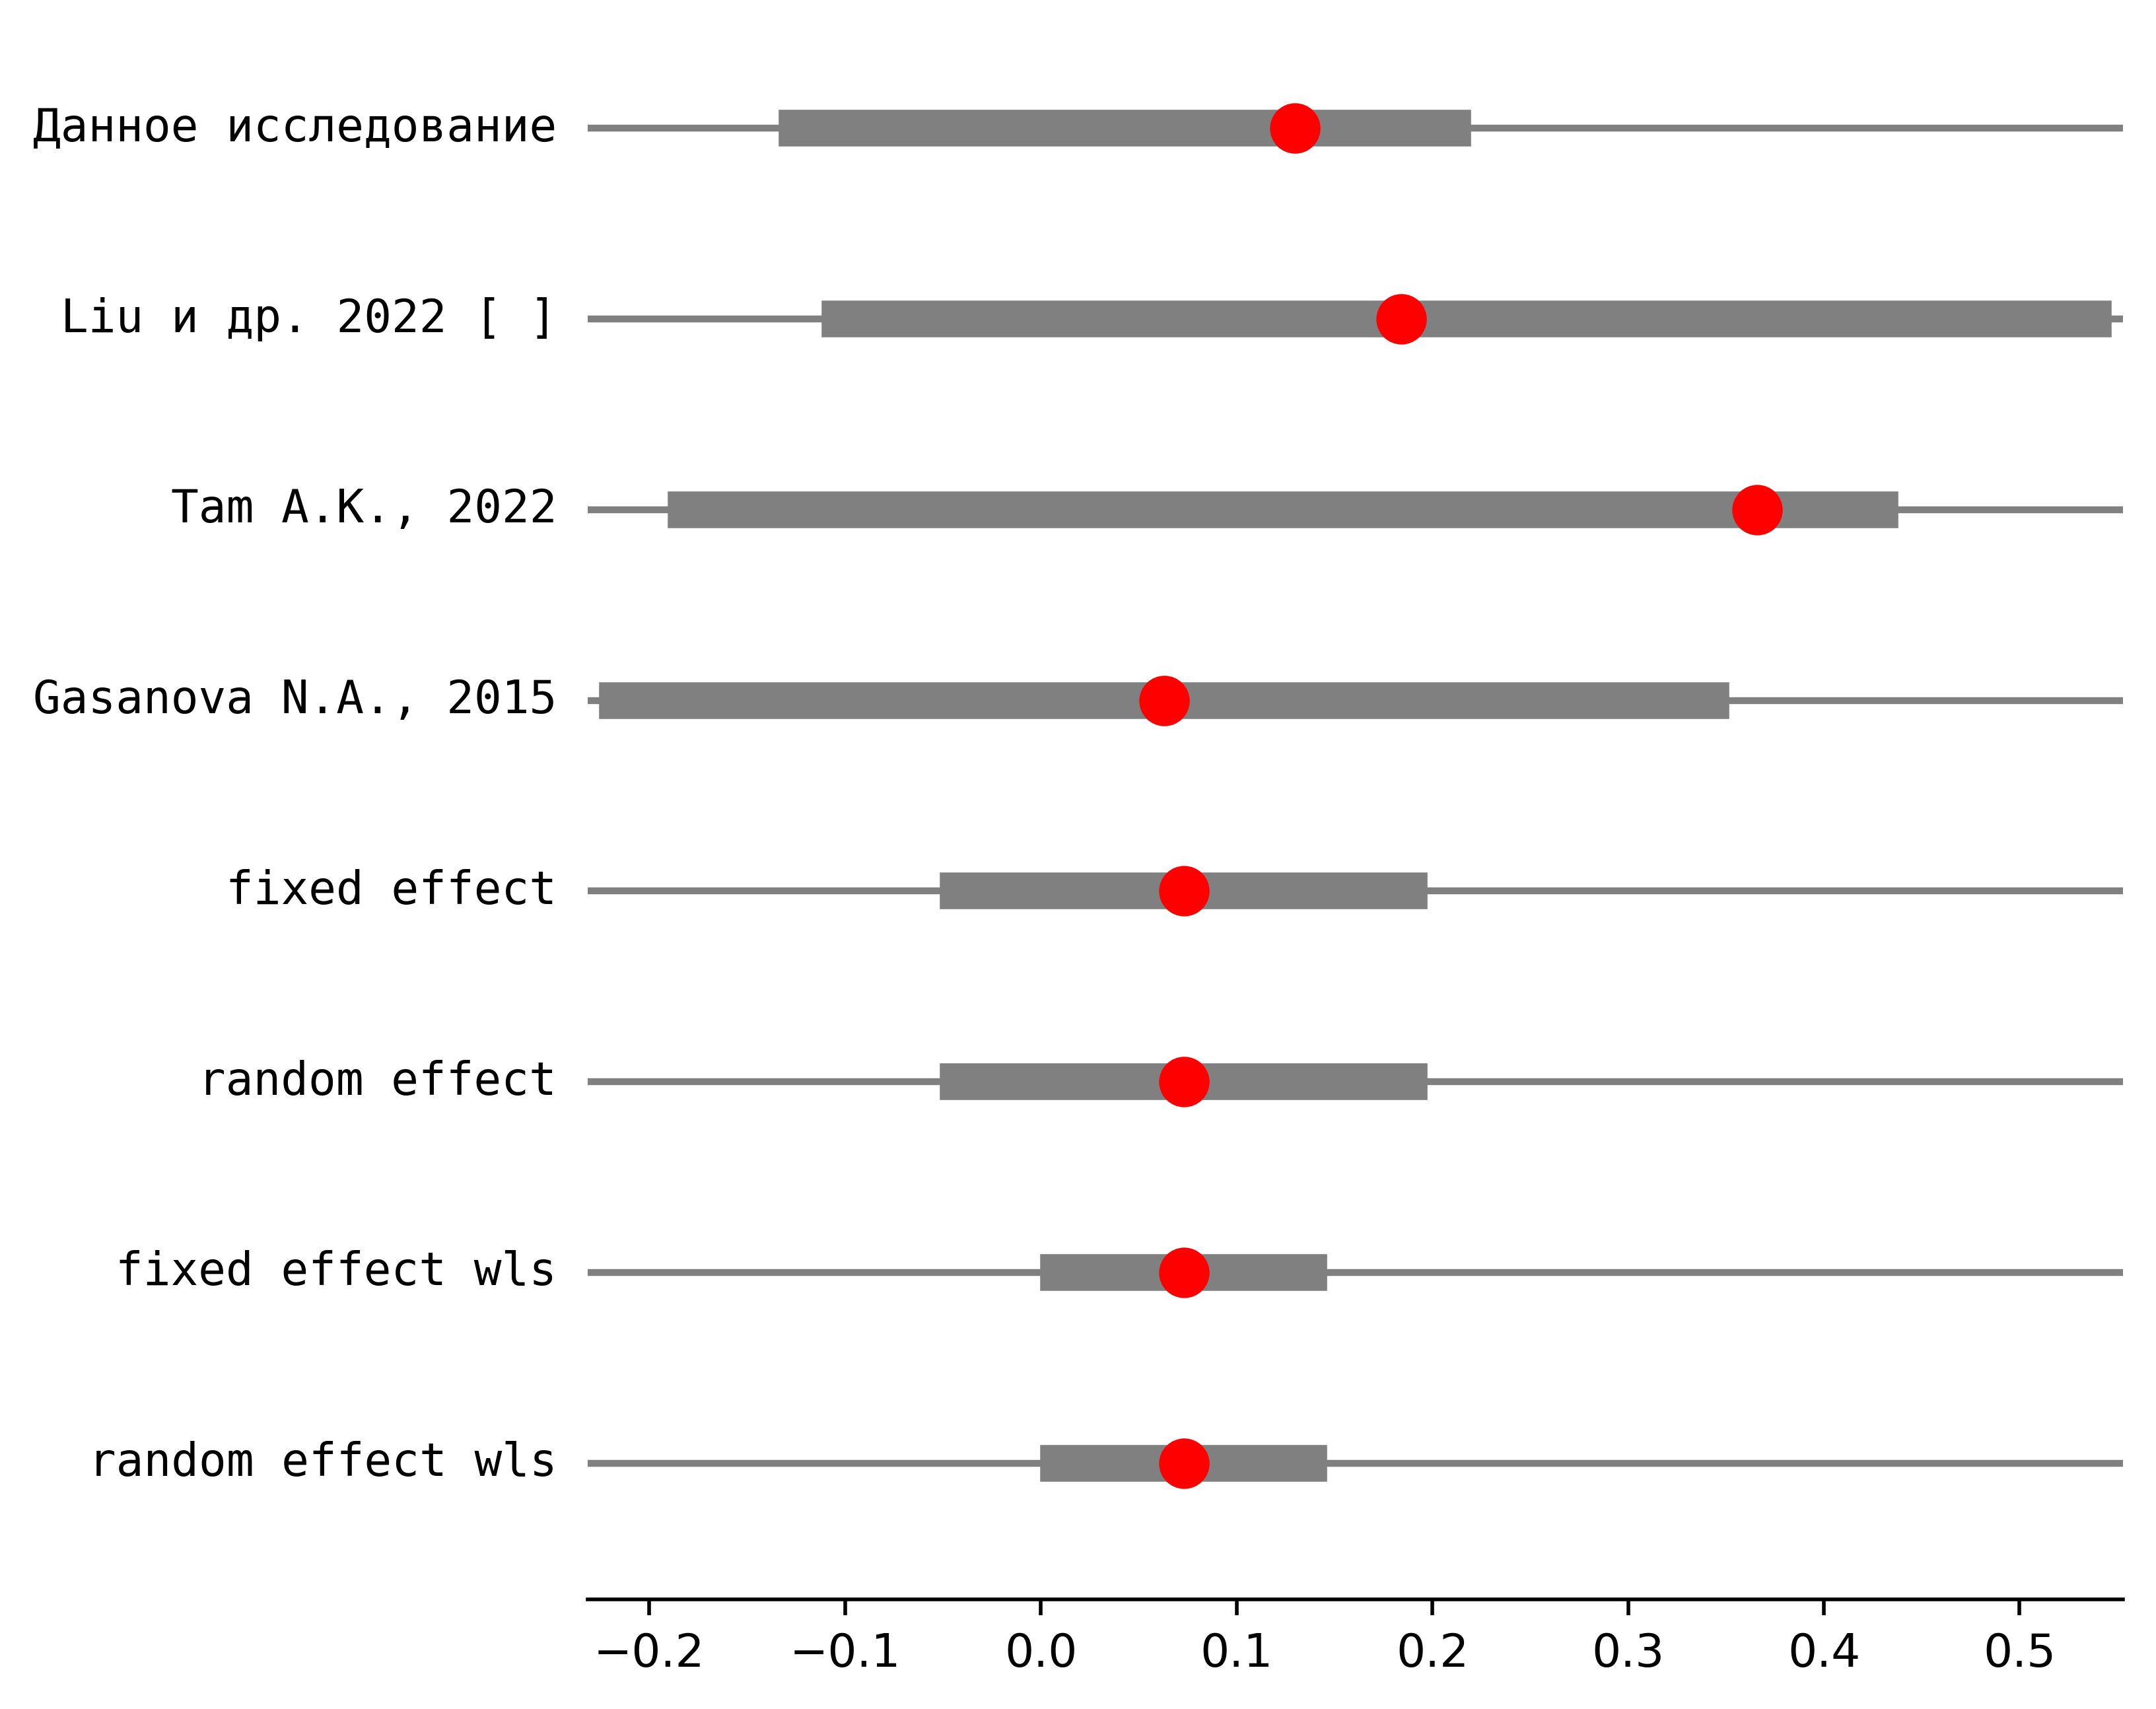 Данное исследование
Liu и др. 2022 [ ]
Tam A.K., 2022
Gasanova N.A., 2015
fixed effect
random effect
fixed effect wls
random effect wls
−0.2 −0.1 0.0 0.1 0.2 0.3 0.4 0.5